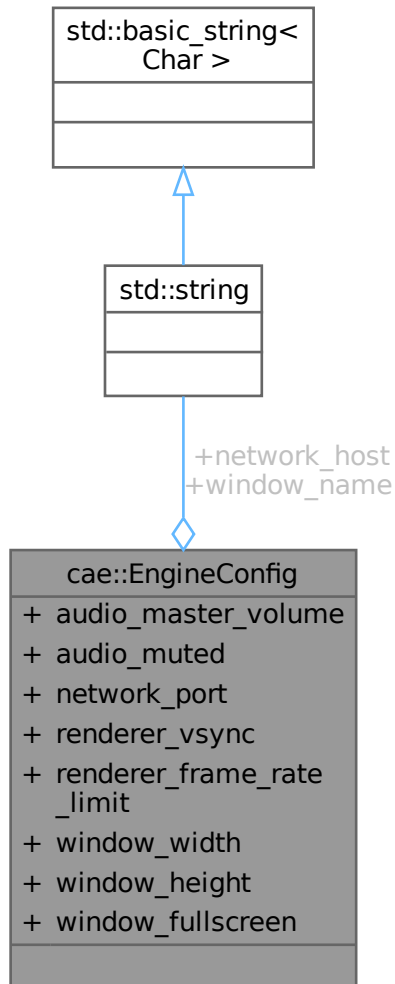 std::basic_string<
Char >
std::string
+network_host
+window_name
cae::EngineConfig
+ audio_master_volume
+ audio_muted
+ network_port
+ renderer_vsync
+ renderer_frame_rate
_limit
+ window_width
+ window_height
+ window_fullscreen